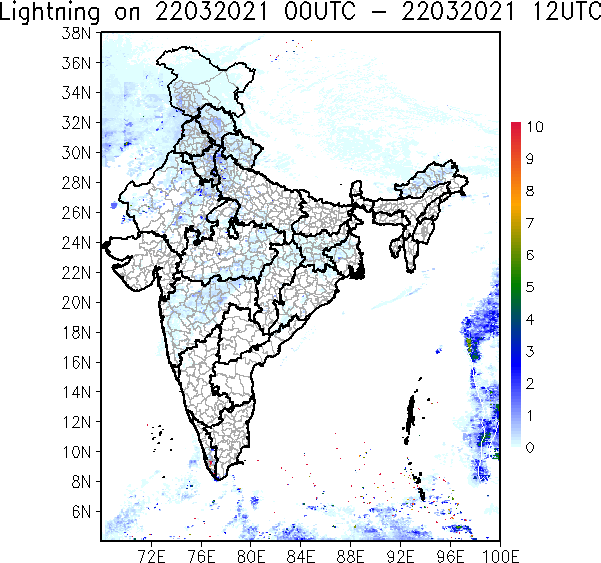 Lightning on 22032021 00UTC – 22032021 12UTC
38N
36N
34N
32N
30N
28N
26N
24N
22N
20N
18N
16N
14N
12N
10N
8N
6N
72E 76E 80E 84E 88E 92E 96E 100E
10
9
8
7
6
5
4
3
2
1
0